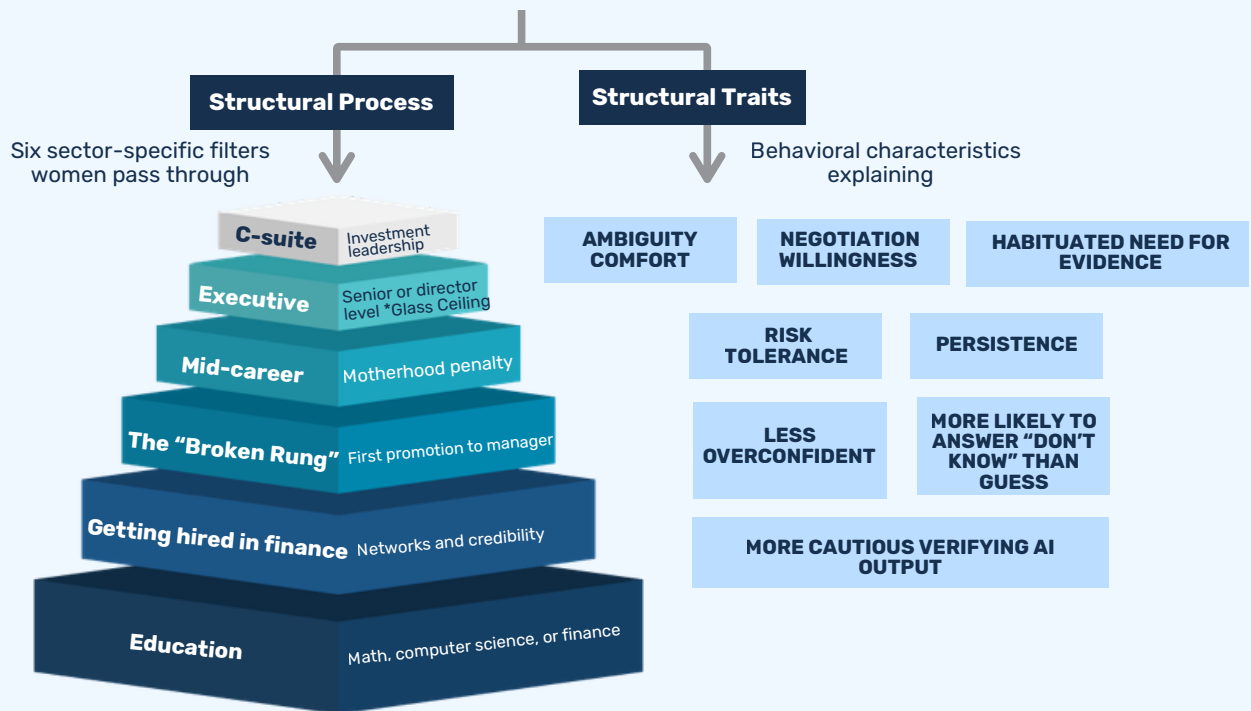 Structural Process
Structural Traits
Six sector-specific filters
women pass through
Behavioral characteristics
explaining
C-suite
Investment
leadership
Executive
Senior or director
level *Glass Ceiling
Mid-career
Motherhood penalty
The “Broken Rung”
First promotion to manager
Getting hired in finance
Networks and credibility
Education
Math, computer science, or finance
AMBIGUITY
COMFORT
NEGOTIATION
WILLINGNESS
HABITUATED NEED FOR
EVIDENCE
RISK
TOLERANCE
PERSISTENCE
LESS
OVERCONFIDENT
MORE LIKELY TO
ANSWER “DON’T
KNOW” THAN
GUESS
MORE CAUTIOUS VERIFYING AI
OUTPUT